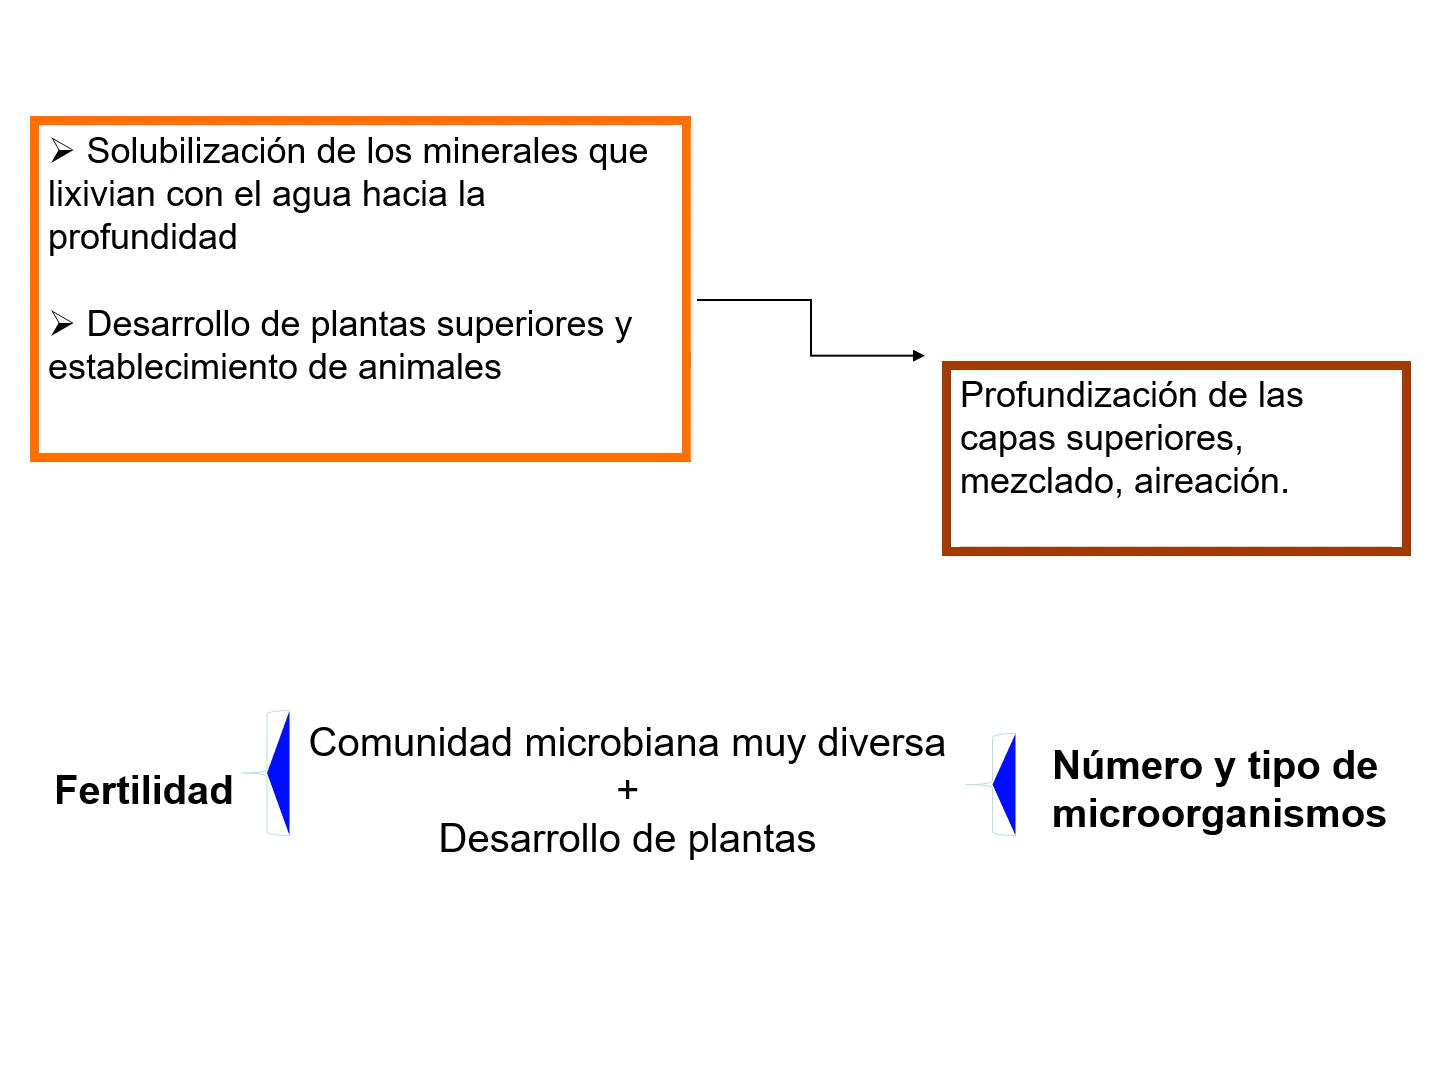 ➢ Solubilización de los minerales que
lixivian con el agua hacia la
profundidad
➢ Desarrollo de plantas superiores y
establecimiento de animales
Profundización de las
capas superiores,
mezclado, aireación.
Fertilidad
Comunidad microbiana muy diversa
+
Desarrollo de plantas
Número y tipo de
microorganismos